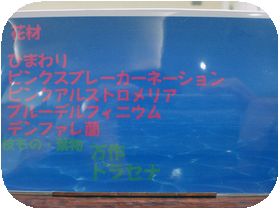 花材
ひまわり
ピンクスプレーカーネーション
ピンクアルストロメリア
ブルーデルフィニウム
デンファレ蘭
枝もの・葉物
万作
ドラセナ